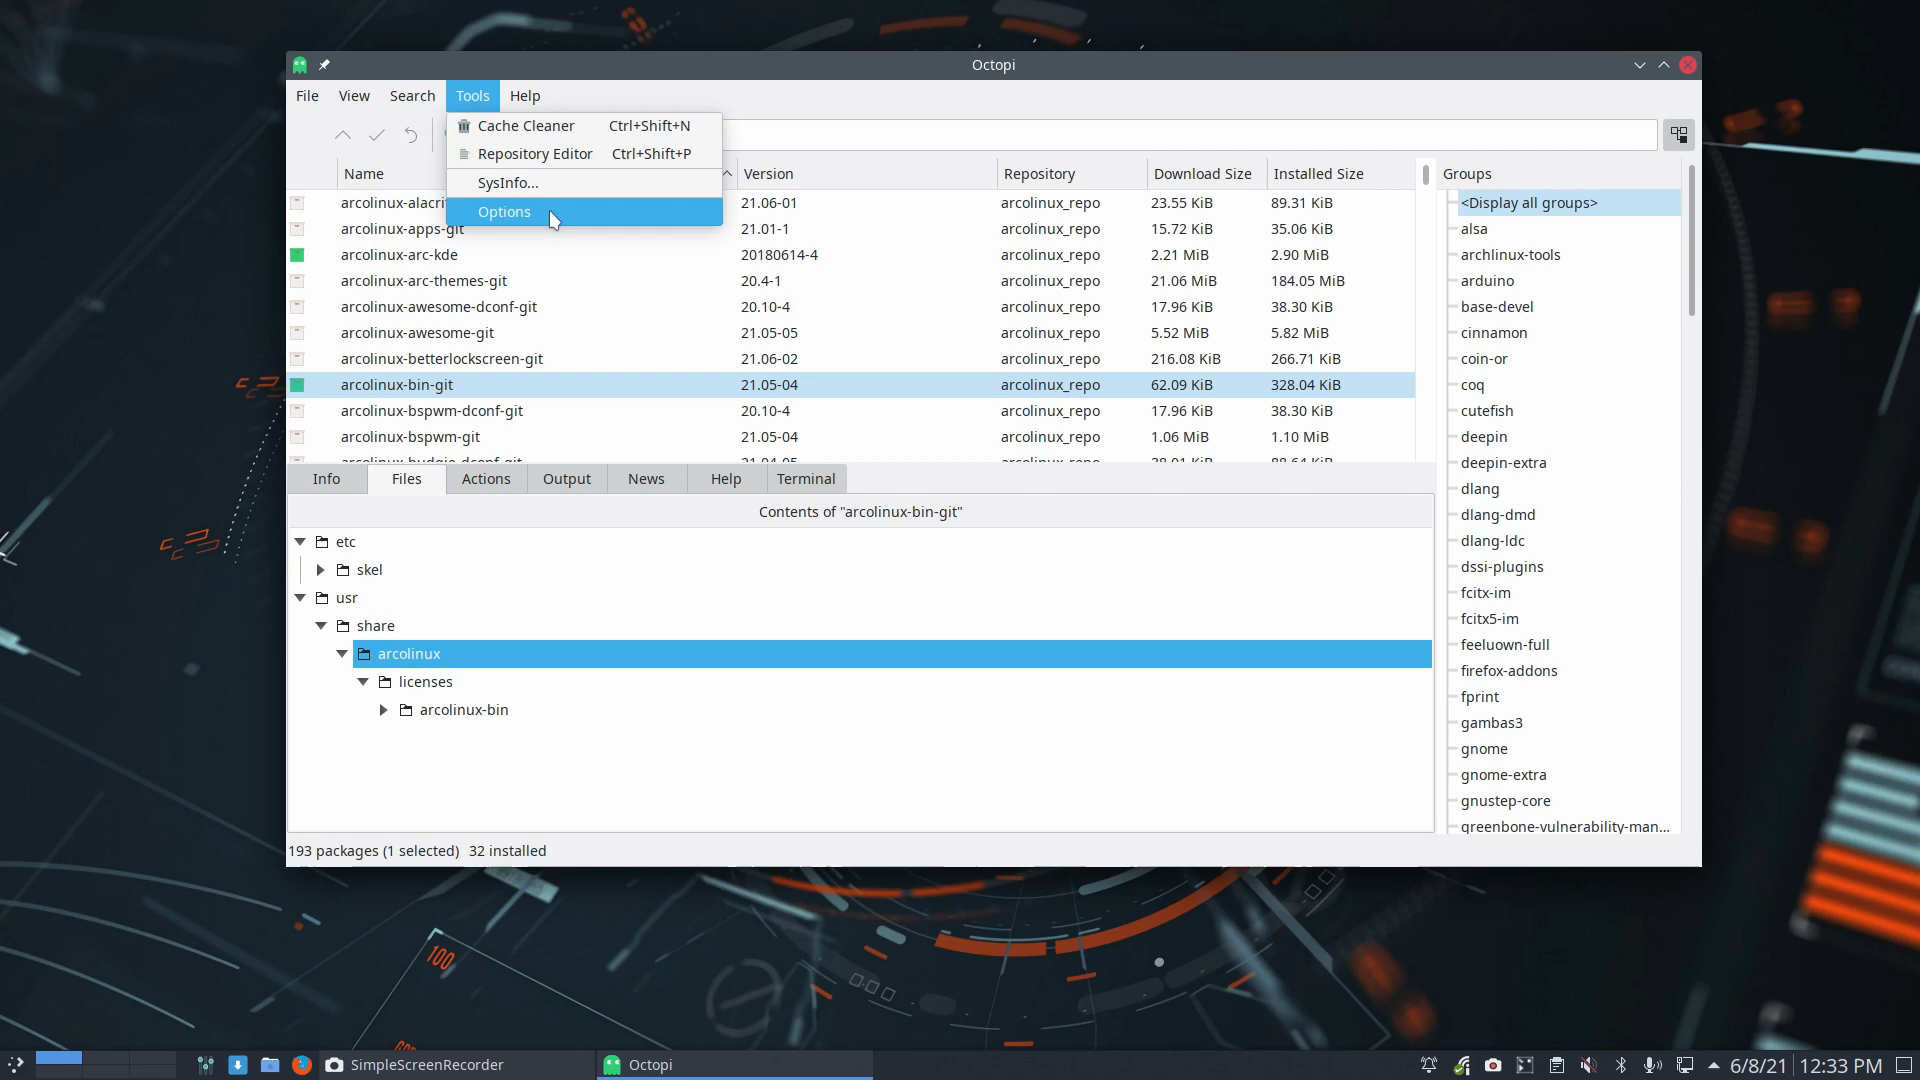 Octopi
File View Search Tools Help
Cache Cleaner Ctrl+Shift+N
Repository Editor Ctrl+Shift+P
SysInfo...
Options
Name Version Repository Download Size Installed Size
arcolinux-alacri 21.06-01 arcolinux_repo 23.55 KiB 89.31 KiB
arcolinux-apps-git 21.01-1 arcolinux_repo 15.72 KiB 35.06 KiB
arcolinux-arc-kde 20180614-4 arcolinux_repo 2.21 MiB 2.90 MiB
arcolinux-arc-themes-git 20.4-1 arcolinux_repo 21.06 MiB 184.05 MiB
arcolinux-awesome-dconf-git 20.10-4 arcolinux_repo 17.96 KiB 38.30 KiB
arcolinux-awesome-git 21.05-05 arcolinux_repo 5.52 MiB 5.82 MiB
arcolinux-betterlockscreen-git 21.06-02 arcolinux_repo 216.08 KiB 266.71 KiB
arcolinux-bin-git 21.05-04 arcolinux_repo 62.09 KiB 328.04 KiB
arcolinux-bspwm-dconf-git 20.10-4 arcolinux_repo 17.96 KiB 38.30 KiB
arcolinux-bspwm-git 21.05-04 arcolinux_repo 1.06 MiB 1.10 MiB
Groups
<Display all groups>
alsa
archlinux-tools
arduino
base-devel
cinnamon
coin-or
coq
cutefish
deepin
deepin-extra
dlang
dlang-dmd
dlang-ldc
dssi-plugins
fcitx-im
fcitx5-im
feeluown-full
firefox-addons
fprint
gambas3
gnome
gnome-extra
gnustep-core
greenbone-vulnerability-man...
Info Files Actions Output News Help Terminal
Contents of "arcolinux-bin-git"
etc
skel
usr
share
arcolinux
licenses
arcolinux-bin
193 packages (1 selected) 32 installed
100
SimpleScreenRecorder Octopi 6/8/21 12:33 PM